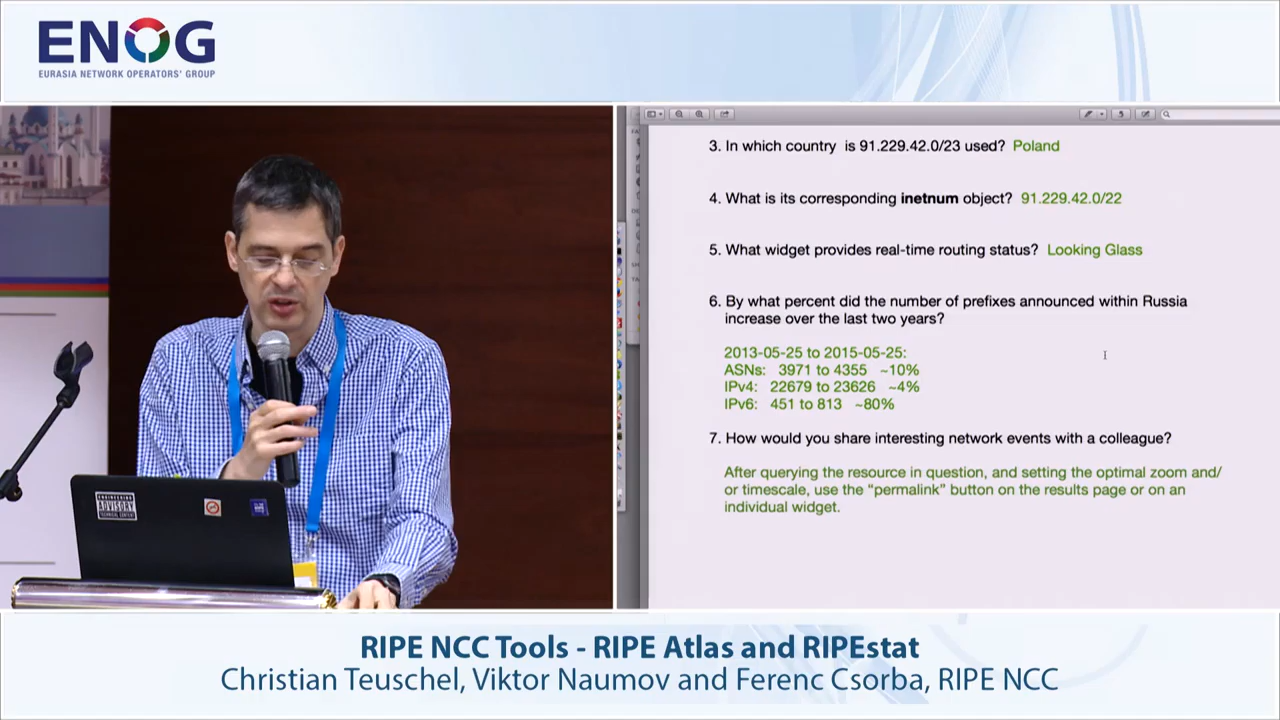 ENOG
EURASIA NETWORK OPERATORS' GROUP
3. In which country is 91.229.42.0/23 used? Poland
4. What is its corresponding inetnum object? 91.229.42.0/22
5. What widget provides real-time routing status? Looking Glass
6. By what percent did the number of prefixes announced within Russia
increase over the last two years?
2013-05-25 to 2015-05-25:
ASNs: 3971 to 4355 ~10%
IPv4: 22679 to 23626 ~4%
IPv6: 451 to 813 ~80%
7. How would you share interesting network events with a colleague?
After querying the resource in question, and setting the optimal zoom and/
or timescale, use the “permalink” button on the results page or on an
individual widget.
ADVISORY
RIPE NCC Tools - RIPE Atlas and RIPEstat
Christian Teuschel, Viktor Naumov and Ferenc Csorba, RIPE NCC